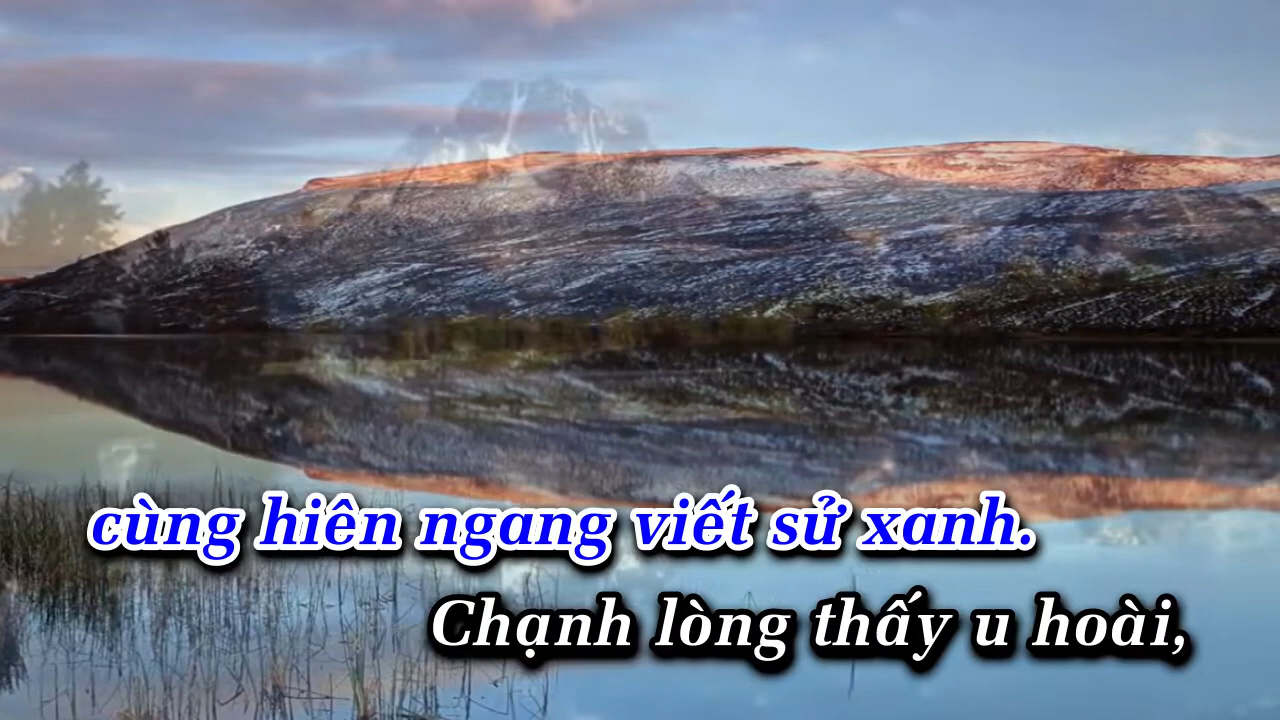 cùng hiên ngang viết sử xanh.
Chạnh lòng thấy u hoài,